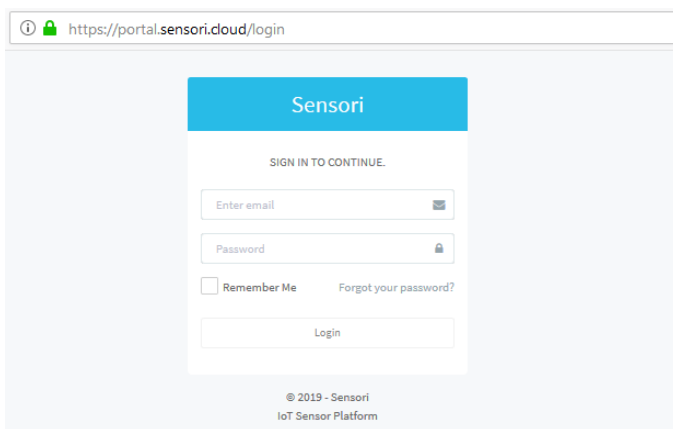 https://portal.sensori.cloud/login
Sensori
SIGN IN TO CONTINUE.
Enter email
Password
Remember Me Forgot your password?
Login
© 2019 - Sensori
IoT Sensor Platform